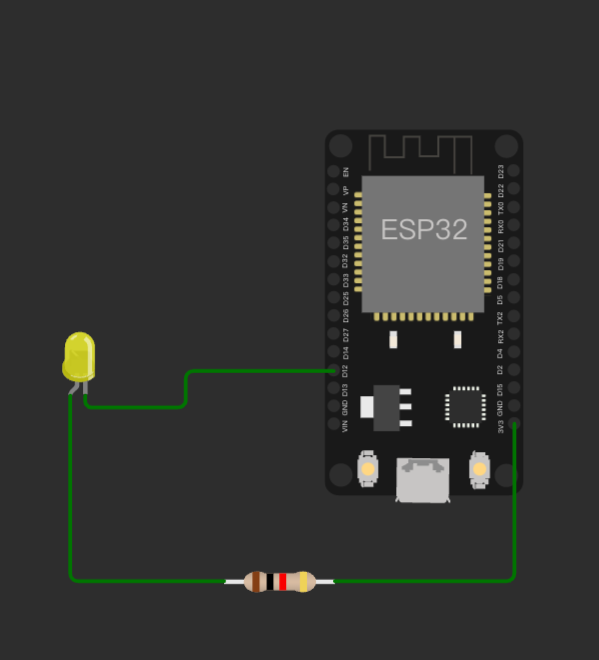 ESP32
EN
VP
VN
D34
D35
D32
D33
D25
D26
D27
D14
D12
D13
GND
VIN
D23
D22
TX0
RX0
D21
D19
D18
D5
TX2
RX2
D4
D2
D15
GND
3V3